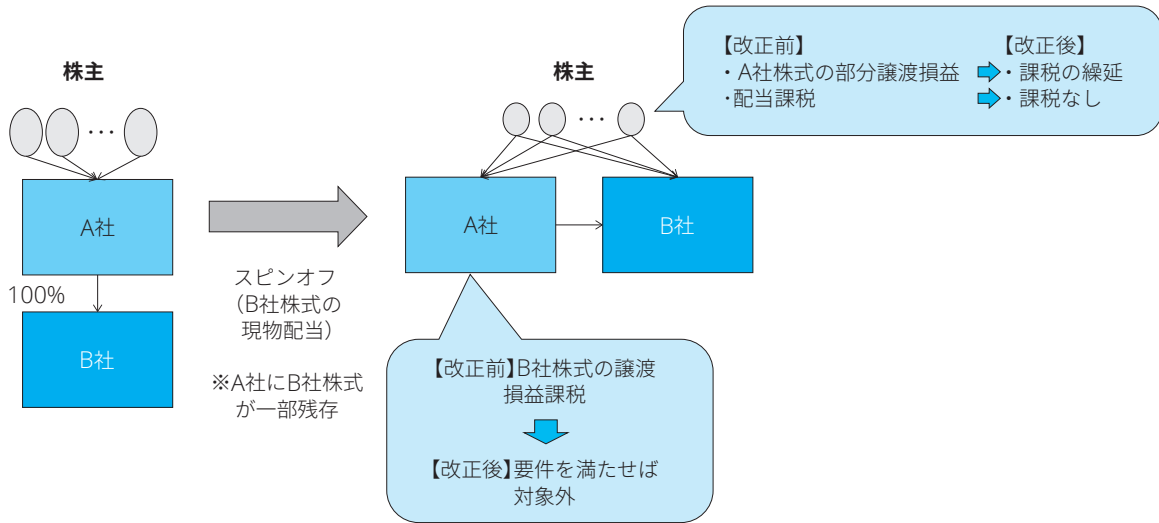 株主
・・・
A社
100%
B社
スピンオフ
（B社株式の
現物配当）
※A社にB社株式
が一部残存
株主
・・・
A社
B社
【改正前】 【改正後】
・A社株式の部分譲渡損益 ・課税の繰延
・配当課税 ・課税なし
【改正前】B社株式の譲渡
損益課税
【改正後】要件を満たせば
対象外